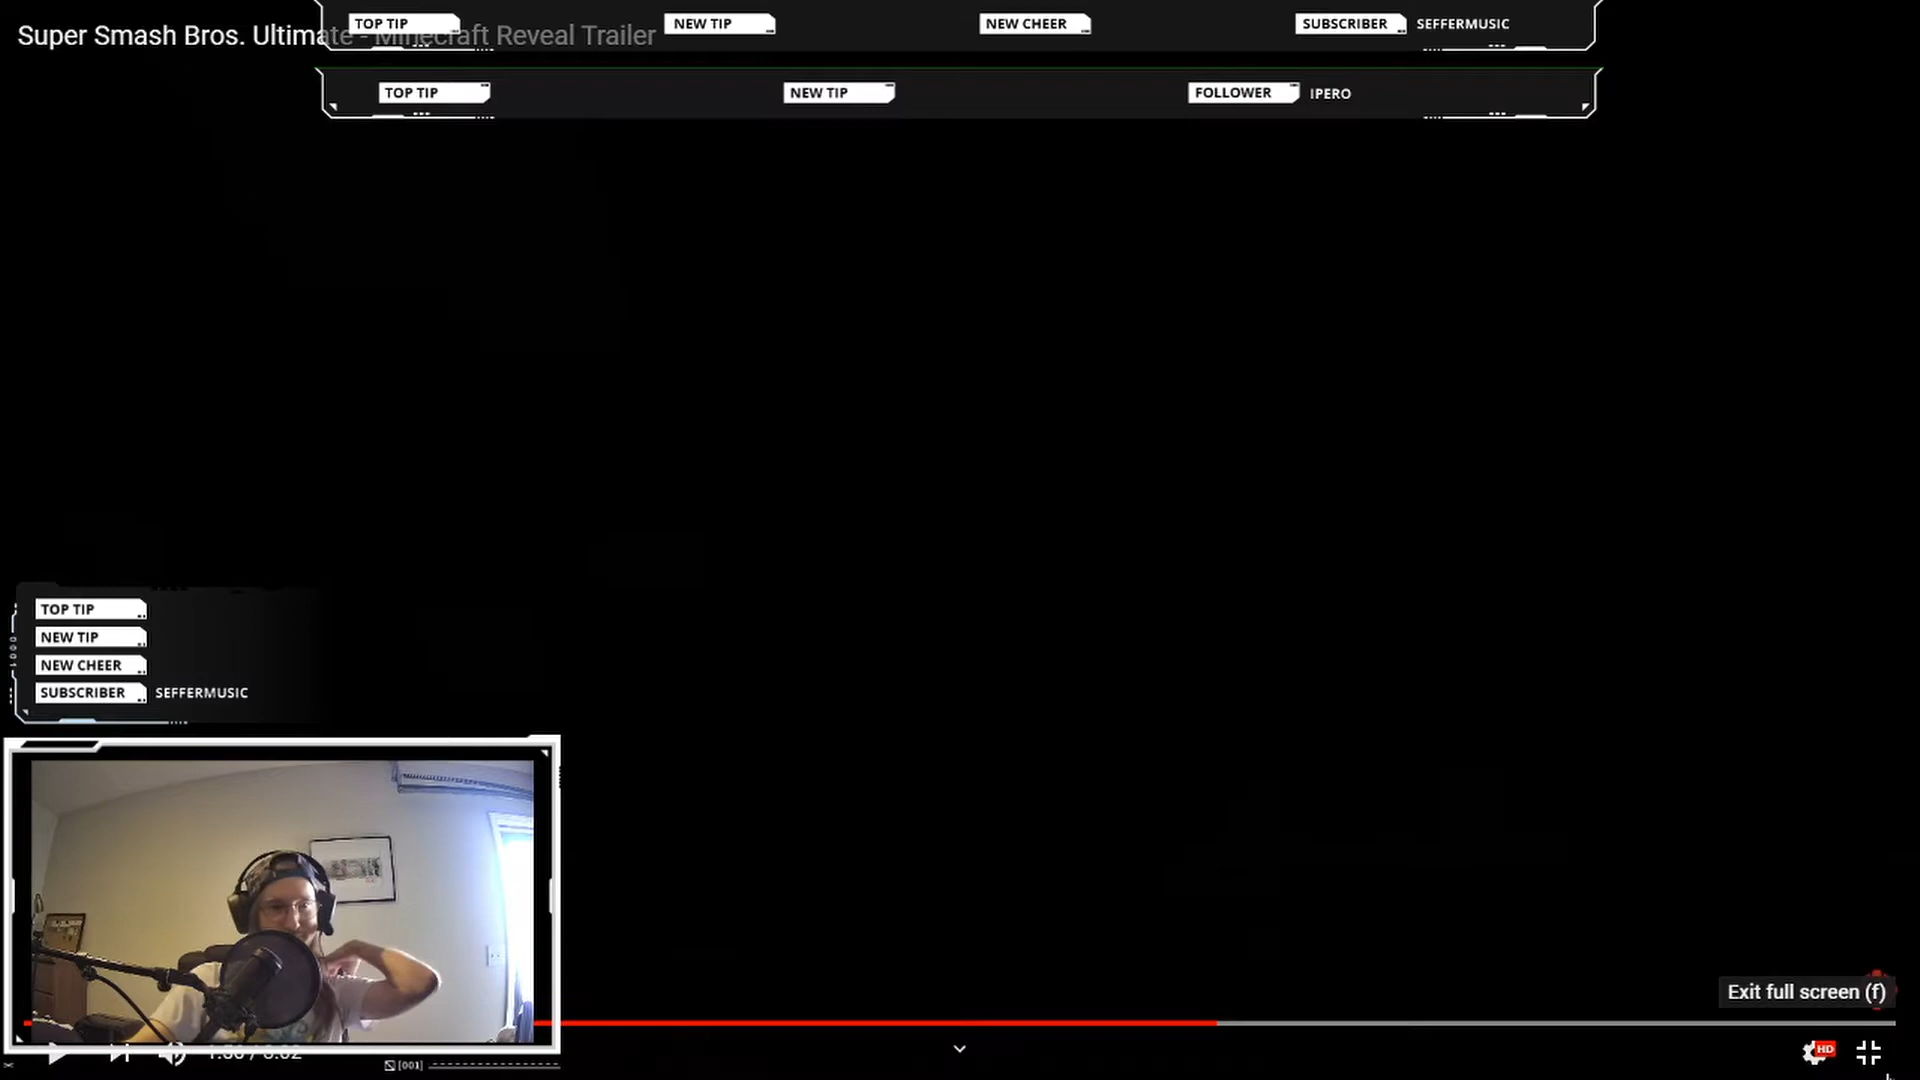 Super Smash Bros. Ultimate - Minecraft Reveal Trailer
TOP TIP
NEW TIP
NEW CHEER
SUBSCRIBER SEFFERMUSIC
TOP TIP
NEW TIP
FOLLOWER IPERO
TOP TIP
NEW TIP
NEW CHEER
SUBSCRIBER SEFFERMUSIC
Exit full screen (f)
HD
[001]